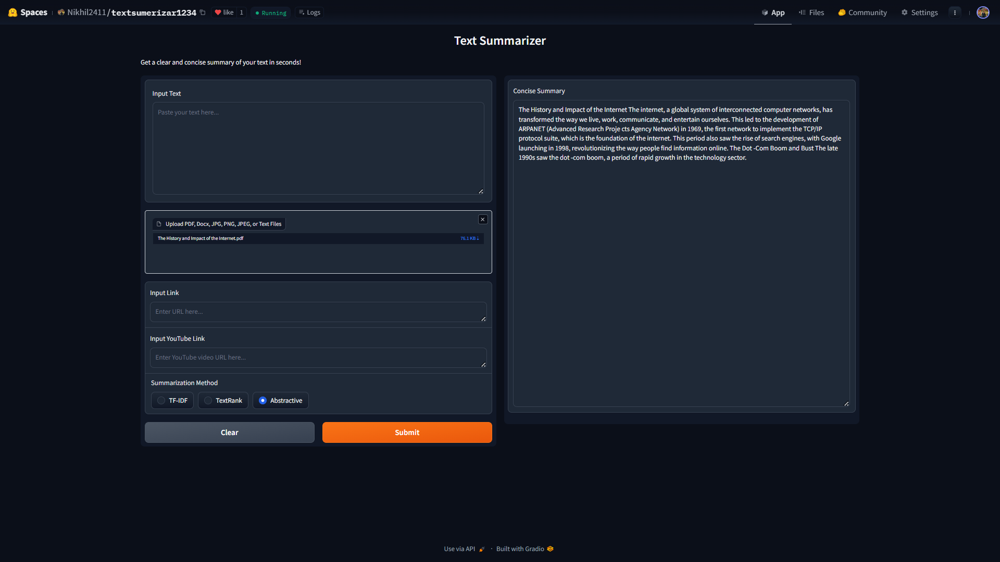 Spaces
Nikhil2411/textsumerizar1234
like 1
Running
Logs
App
Files
Community
Settings
Text Summarizer
Get a clear and concise summary of your text in seconds!
Input Text
Paste your text here...
Upload PDF, Docx, JPG, PNG, JPEG, or Text Files
The History and Impact of the Internet.pdf
76.1 KB ↓
Input Link
Enter URL here...
Input YouTube Link
Enter YouTube video URL here...
Summarization Method
TF-IDF
TextRank
Abstractive
Clear
Submit
Concise Summary
The History and Impact of the Internet The internet, a global system of interconnected computer networks, has
transformed the way we live, work, communicate, and entertain ourselves. This led to the development of
ARPANET (Advanced Research Proje cts Agency Network) in 1969, the first network to implement the TCP/IP
protocol suite, which is the foundation of the internet. This period also saw the rise of search engines, with Google
launching in 1998, revolutionizing the way people find information online. The Dot -Com Boom and Bust The late
1990s saw the dot -com boom, a period of rapid growth in the technology sector.
Use via API · Built with Gradio